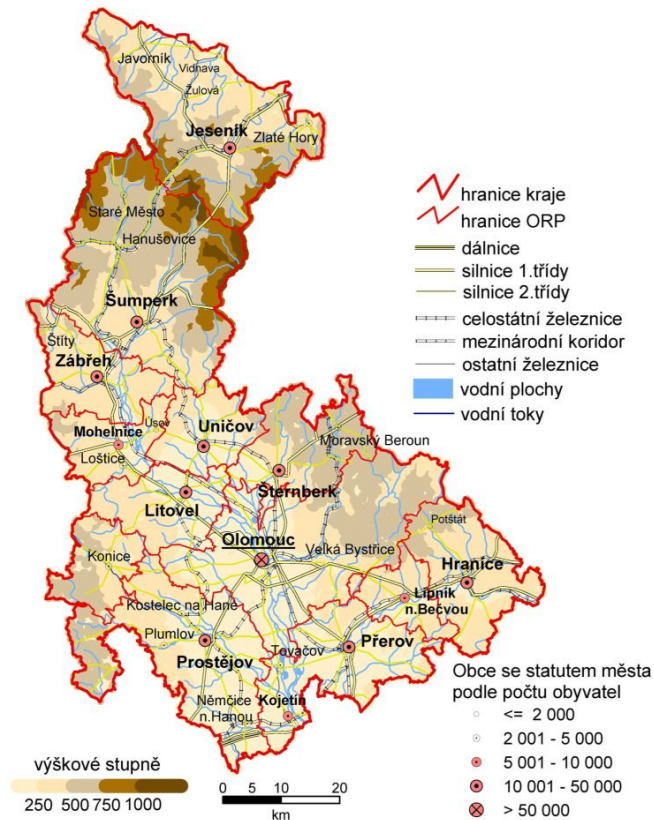 Javorník
Vidnava
Žulová
Jeseník
Zlaté Hory
Staré Město
Hanušovice
Šumperk
Štíty
Zábřeh
Mohelnice
Úsov
Uničov
Moravský Beroun
Loštice
Šternberk
Litovel
Olomouc
Potštát
Konice
Velká Bystřice
Hranice
Lipník
n.Bečvou
Kostelec na Hané
Plumlov
Prostějov
Tovačov
Přerov
Němčice
n.Hanou
Kojetín
hranice kraje
hranice ORP
dálnice
silnice 1.třídy
silnice 2.třídy
celostátní železnice
mezinárodní koridor
ostatní železnice
vodní plochy
vodní toky
Obce se statutem města
podle počtu obyvatel
<= 2 000
2 001 - 5 000
5 001 - 10 000
10 001 - 50 000
> 50 000
výškové stupně
250 500 750 1000
0 10 20
km